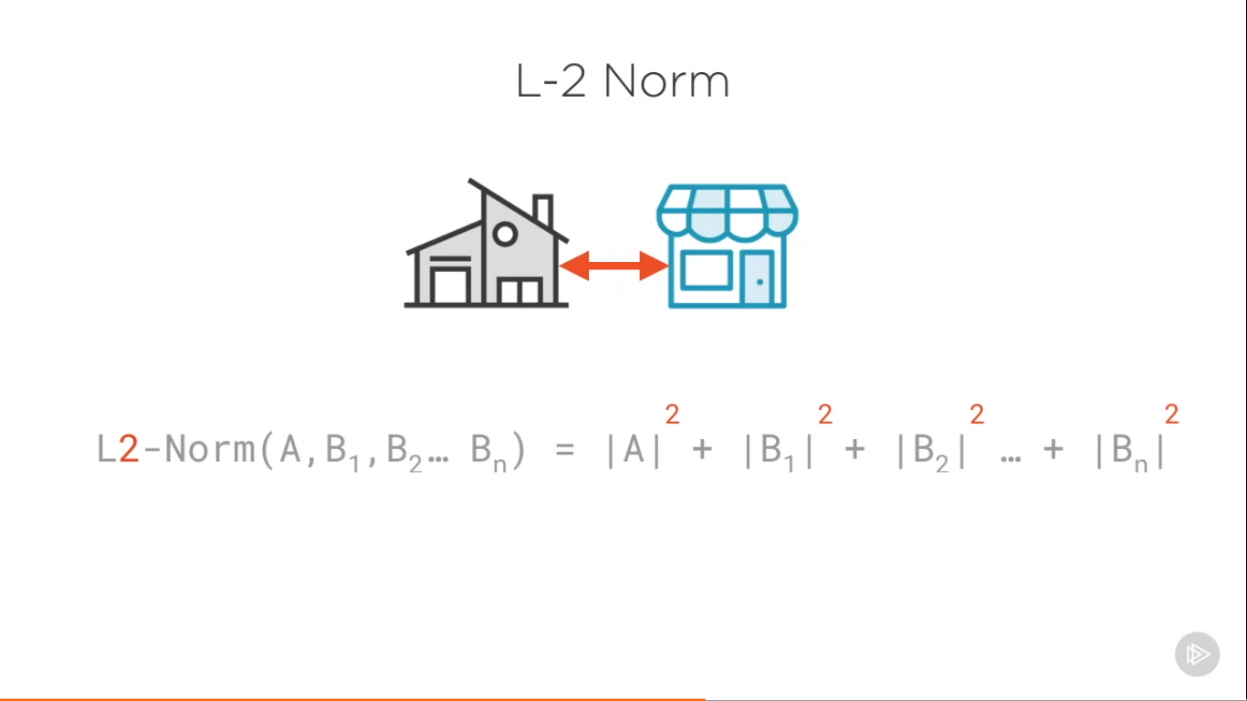 L-2 Norm
L2-Norm(A,B₁,B₂… Bₙ) = |A|² + |B₁|² + |B₂|² … + |Bₙ|²